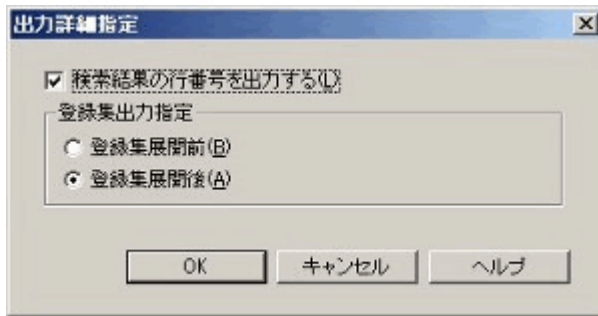 出力詳細指定
検索結果の行番号を出力する(L)
登録集出力指定
登録集展開前(B)
登録集展開後(A)
OK キャンセル ヘルプ